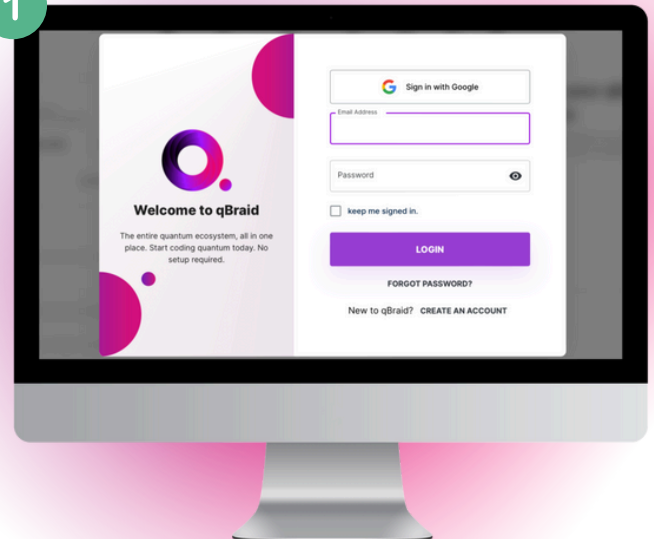 1
Sign in with Google
Email Address
Password
keep me signed in.
LOGIN
FORGOT PASSWORD?
New to qBraid? CREATE AN ACCOUNT
Welcome to qBraid
The entire quantum ecosystem, all in one
place. Start coding quantum today. No
setup required.